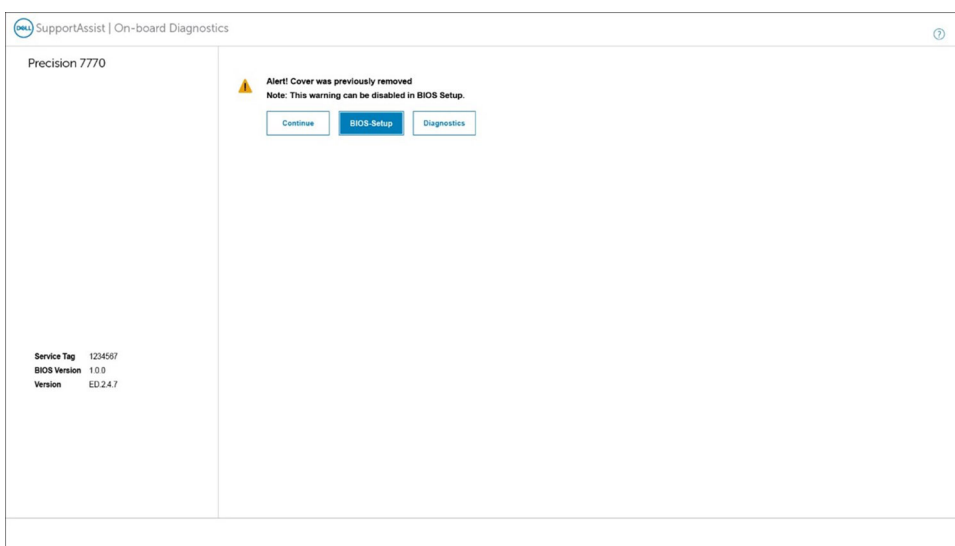 DELL SupportAssist | On-board Diagnostics
?
Precision 7770
Alert! Cover was previously removed
Note: This warning can be disabled in BIOS Setup.
Continue BIOS-Setup Diagnostics
Service Tag 1234567
BIOS Version 1.0.0
Version ED.2.4.7